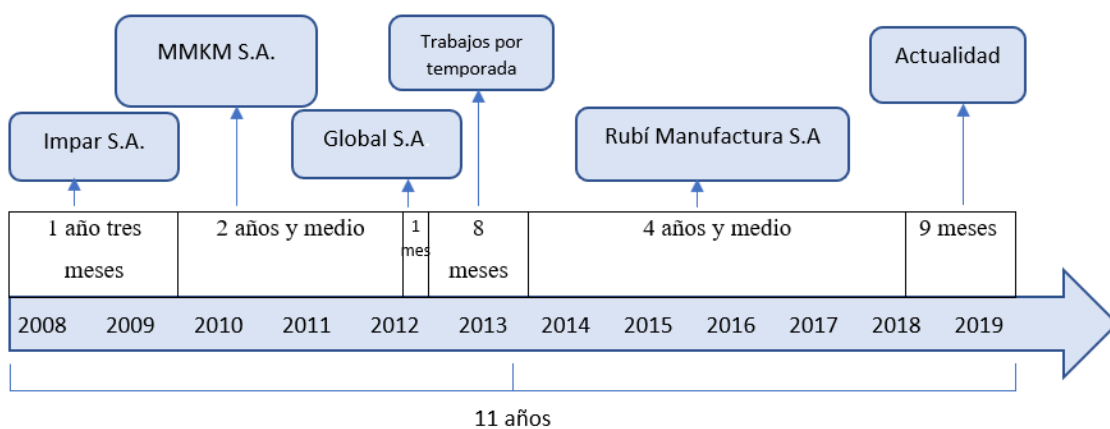 MMKM S.A.
Trabajos por
temporada
Actualidad
Impar S.A.
Global S.A
Rubí Manufactura S.A
1 año tres
meses
2 años y medio
1
mes
8
meses
4 años y medio
9 meses
2008 2009 2010 2011 2012 2013 2014 2015 2016 2017 2018 2019
11 años